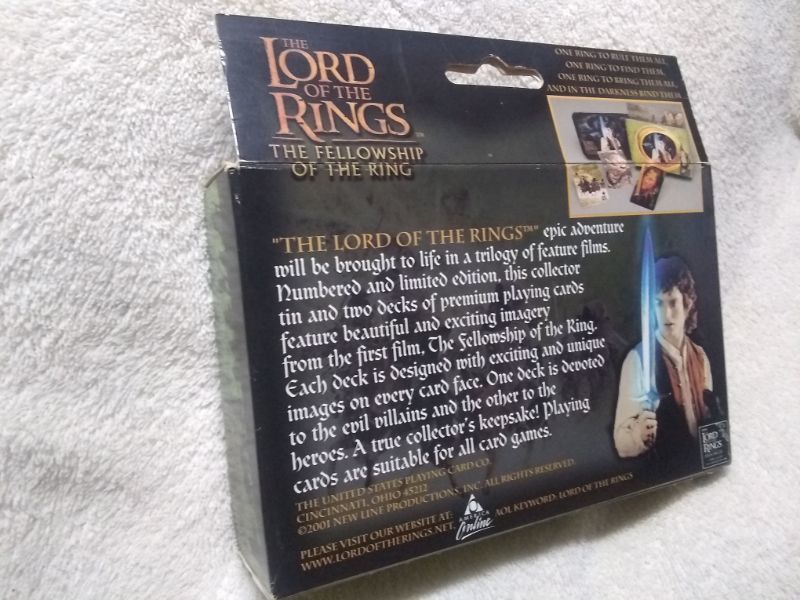 THE
LORD
OF THE
RINGS
THE FELLOWSHIP
OF THE RING
ONE RING TO RULE THEM ALL,
ONE RING TO FIND THEM,
ONE RING TO BRING THEM ALL,
AND IN THE DARKNESS BIND THEM
"THE LORD OF THE RINGS™" epic adventure
will be brought to life in a trilogy of feature films.
Numbered and limited edition, this collector
tin and two decks of premium playing cards
feature beautiful and exciting imagery
from the first film, The Fellowship of the Ring.
Each deck is designed with exciting and unique
images on every card face. One deck is devoted
to the evil villains and the other to the
heroes. A true collector's keepsake! Playing
cards are suitable for all card games.
THE UNITED STATES PLAYING CARD CO.
CINCINNATI, OHIO 45212
©2001 NEW LINE PRODUCTIONS, INC. ALL RIGHTS RESERVED.
PLEASE VISIT OUR WEBSITE AT:
WWW.LORDOFTHERINGS.NET
AMERICA
Online
AOL KEYWORD: LORD OF THE RINGS
THE
LORD
OF THE
RINGS